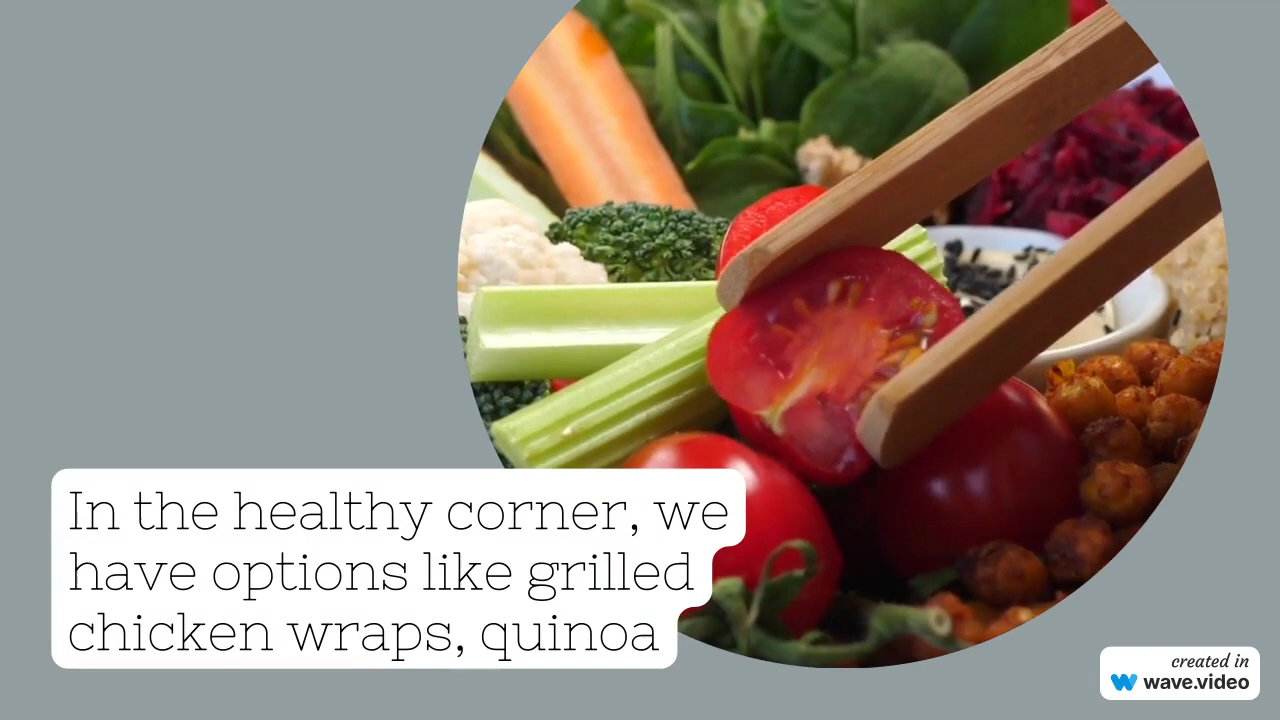 In the healthy corner, we
have options like grilled
chicken wraps, quinoa
created in
wave.video